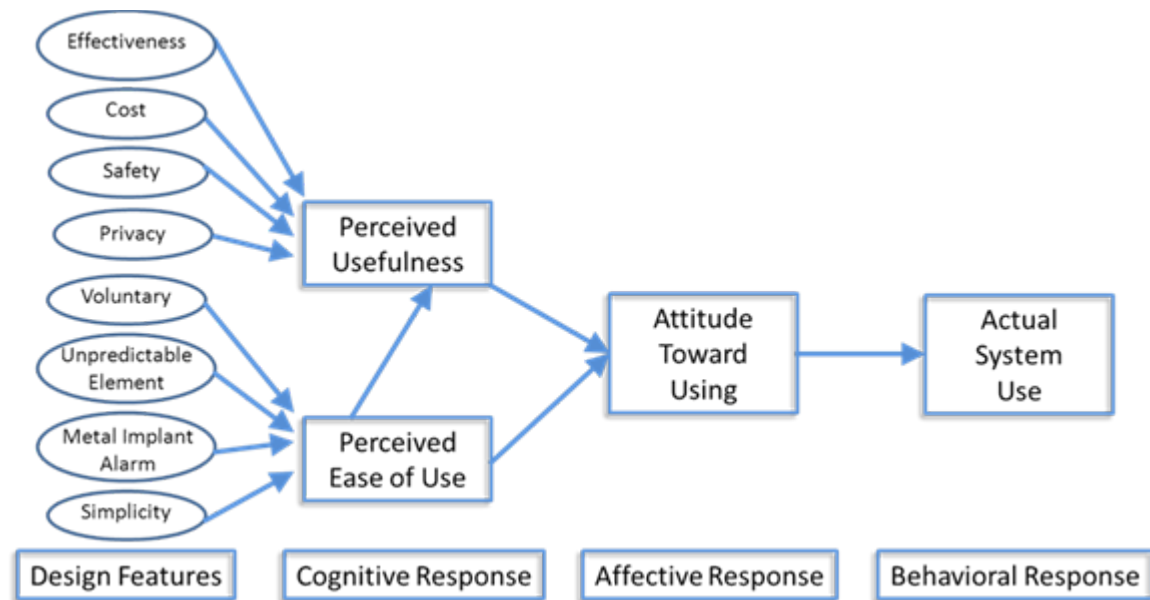 Effectiveness
Cost
Safety
Privacy
Voluntary
Unpredictable
Element
Metal Implant
Alarm
Simplicity
Perceived
Usefulness
Perceived
Ease of Use
Attitude
Toward
Using
Actual
System
Use
Design Features
Cognitive Response
Affective Response
Behavioral Response